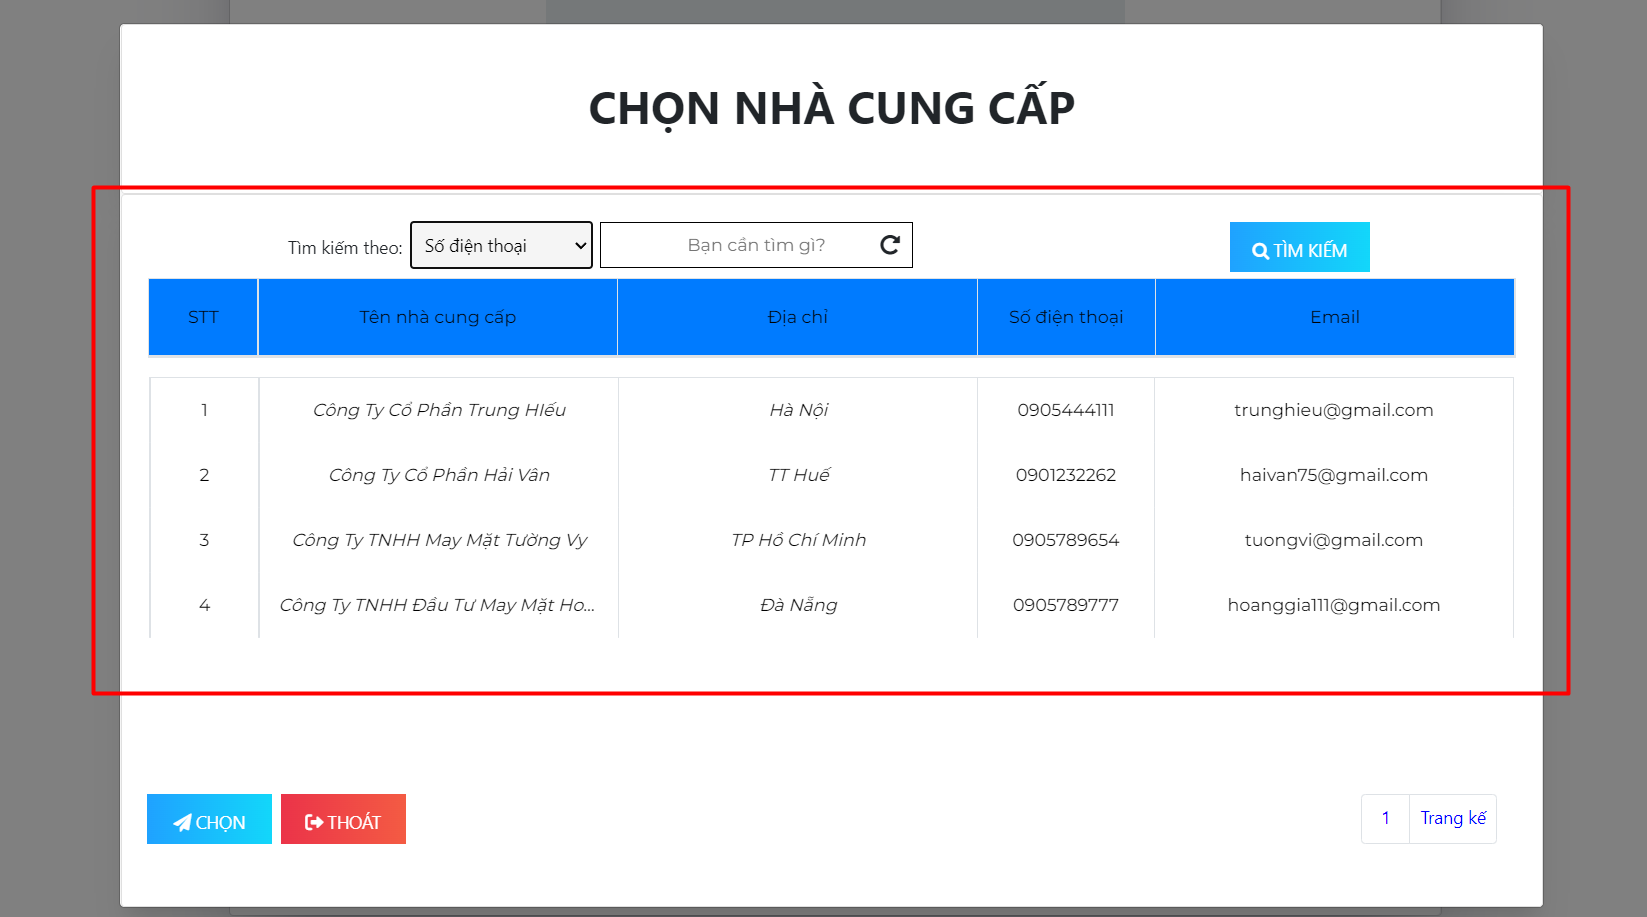 CHỌN NHÀ CUNG CẤP
Tìm kiếm theo: Số điện thoại Bạn cần tìm gì? TÌM KIẾM
STT Tên nhà cung cấp Địa chỉ Số điện thoại Email
1 Công Ty Cổ Phần Trung HIếu Hà Nội 0905444111 trunghieu@gmail.com
2 Công Ty Cổ Phần Hải Vân TT Huế 0901232262 haivan75@gmail.com
3 Công Ty TNHH May Mặt Tường Vy TP Hồ Chí Minh 0905789654 tuongvi@gmail.com
4 Công Ty TNHH Đầu Tư May Mặt Ho... Đà Nẵng 0905789777 hoanggia111@gmail.com
CHỌN THOÁT 1 Trang kế